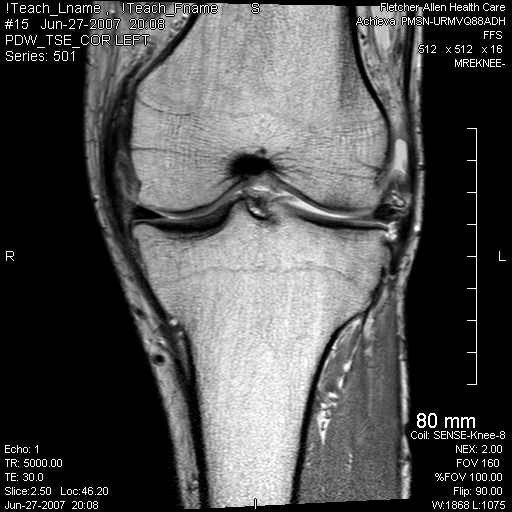 !Teach_Lname , !Teach_Fname
#15 Jun-27-2007 20:08
PDW_TSE_COR LEFT
Series: 501
S
Fletcher Allen Health Care
Achieva PMSN-URMVQ88ADH
FFS
512 x 512 x 16
MREKNEE-
R
L
80 mm
Coil: SENSE-Knee-8
Echo: 1
TR: 5000.00
TE: 30.0
Slice:2.50 Loc:46.20
Jun-27-2007 20:08
I
NEX: 2.00
FOV 160
%FOV 100.00
Flip: 90.00
W:1868 L:1075